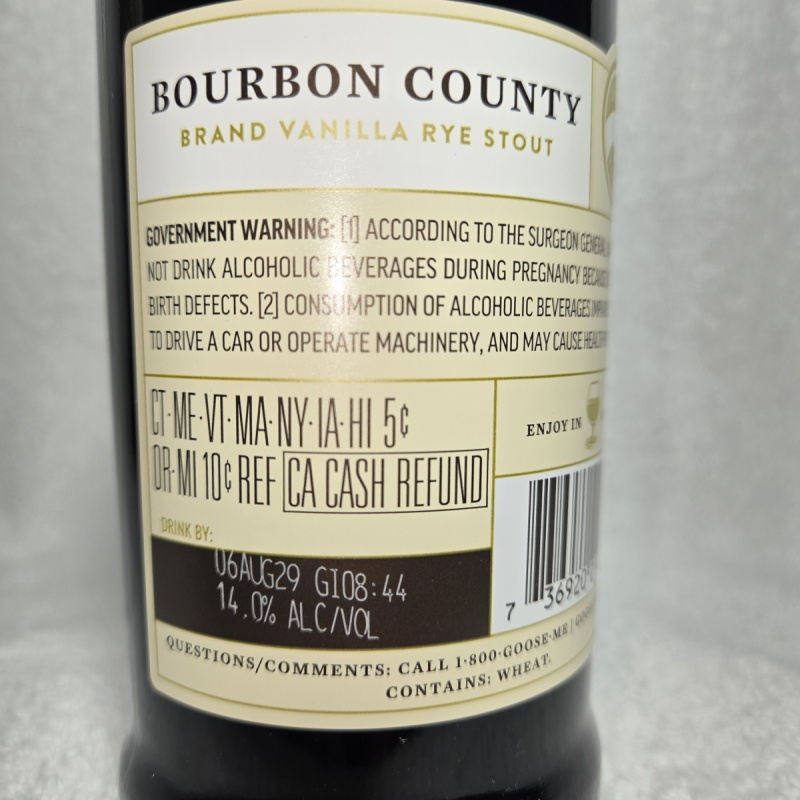 BOURBON COUNTY
BRAND VANILLA RYE STOUT
GOVERNMENT WARNING: [1] ACCORDING TO THE SURGEON GENERAL,
NOT DRINK ALCOHOLIC BEVERAGES DURING PREGNANCY BECAUSE
BIRTH DEFECTS. [2] CONSUMPTION OF ALCOHOLIC BEVERAGES
TO DRIVE A CAR OR OPERATE MACHINERY, AND MAY CAUSE
CT·ME·VT·MA·NY·IA·HI 5¢
OR·MI 10¢ REF CA CASH REFUND
ENJOY IN
DRINK BY:
06AUG29 GI08:44
14.0% ALC/VOL
7 36920
QUESTIONS/COMMENTS: CALL 1·800·GOOSE·ME |
CONTAINS: WHEAT.